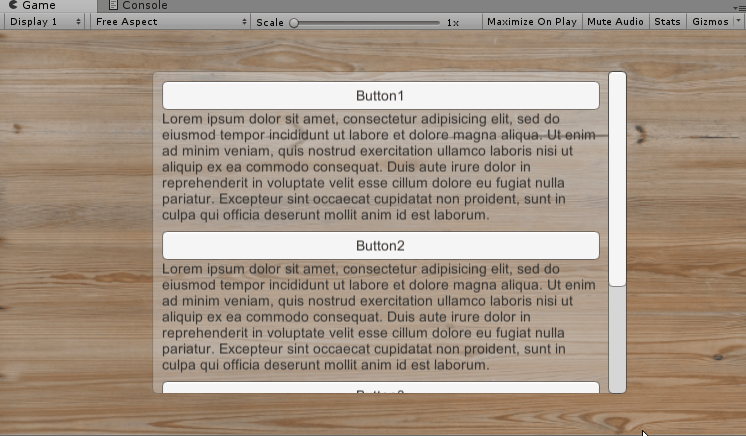 Game
Console
Display 1
Free Aspect
Scale
1x
Maximize On Play
Mute Audio
Stats
Gizmos
Button1
Lorem ipsum dolor sit amet, consectetur adipisicing elit, sed do
eiusmod tempor incididunt ut labore et dolore magna aliqua. Ut enim
ad minim veniam, quis nostrud exercitation ullamco laboris nisi ut
aliquip ex ea commodo consequat. Duis aute irure dolor in
reprehenderit in voluptate velit esse cillum dolore eu fugiat nulla
pariatur. Excepteur sint occaecat cupidatat non proident, sunt in
culpa qui officia deserunt mollit anim id est laborum.
Button2
Lorem ipsum dolor sit amet, consectetur adipisicing elit, sed do
eiusmod tempor incididunt ut labore et dolore magna aliqua. Ut enim
ad minim veniam, quis nostrud exercitation ullamco laboris nisi ut
aliquip ex ea commodo consequat. Duis aute irure dolor in
reprehenderit in voluptate velit esse cillum dolore eu fugiat nulla
pariatur. Excepteur sint occaecat cupidatat non proident, sunt in
culpa qui officia deserunt mollit anim id est laborum.